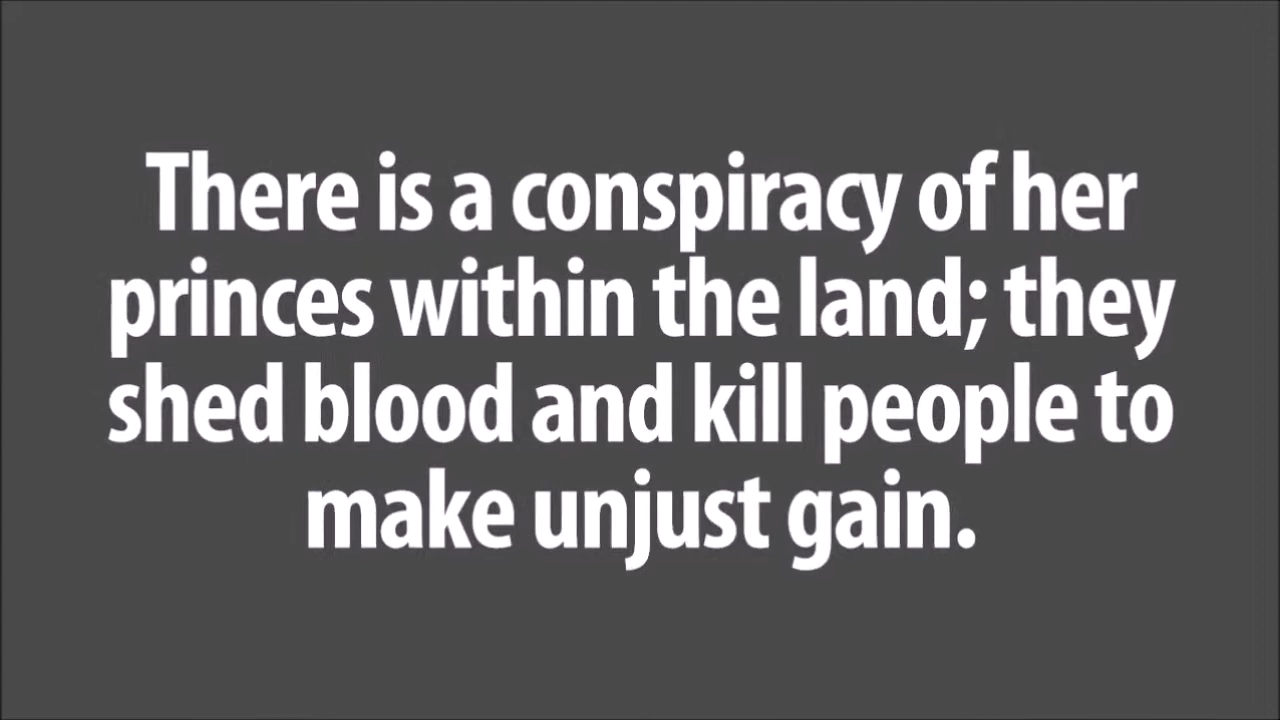 There is a conspiracy of her
princes within the land; they
shed blood and kill people to
make unjust gain.